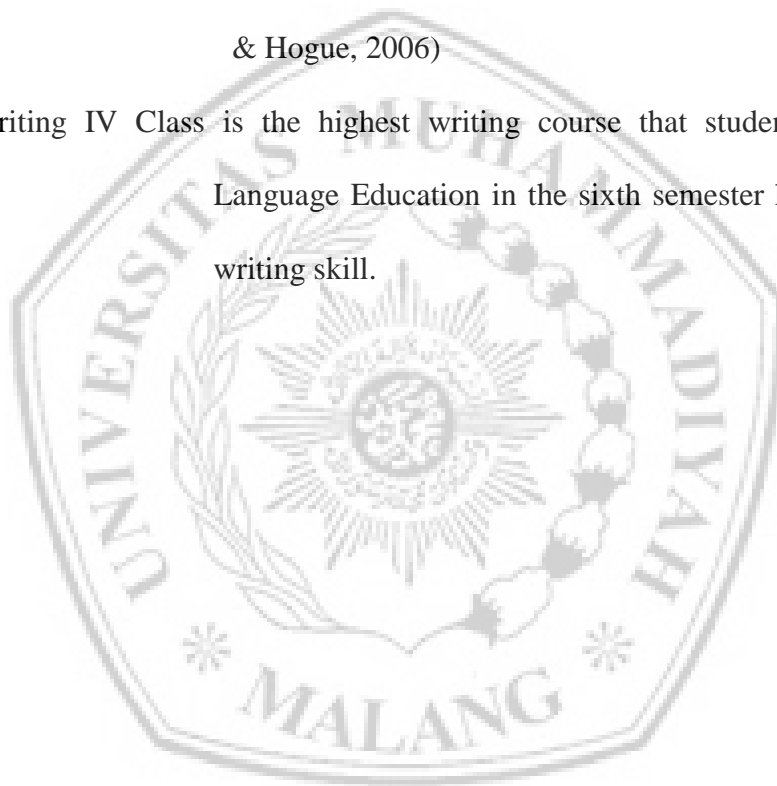 & Hogue, 2006)
riting IV Class is the highest writing course that studen
Language Education in the sixth semester
writing skill.
UNIVERSITAS MUHAMMADIYAH
MALANG